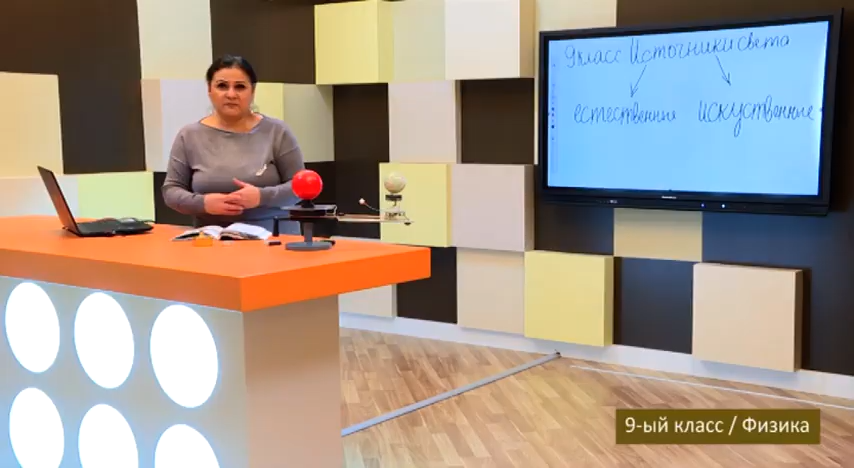 9 класс Источники света
естественные искуственные
9-ый класс / Физика